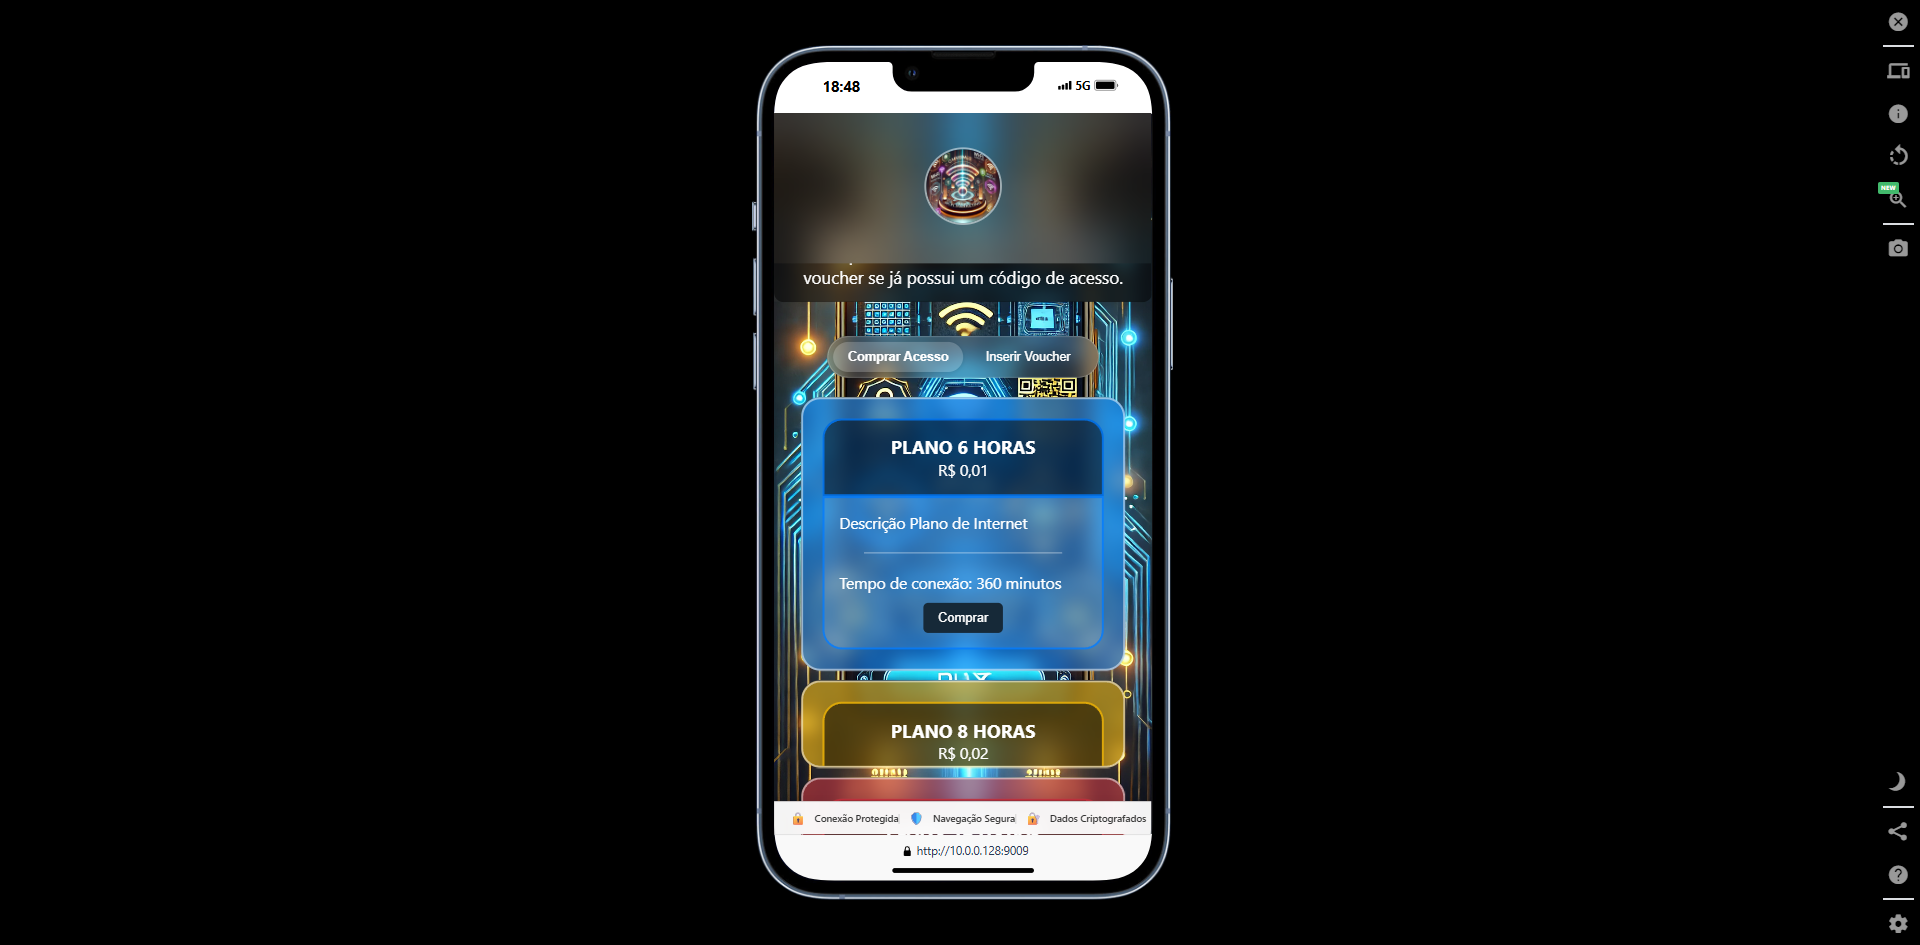 18:48
5G
NEW
voucher se já possui um código de acesso.
Comprar Acesso
Inserir Voucher
PLANO 6 HORAS
R$ 0,01
Descrição Plano de Internet
Tempo de conexão: 360 minutos
Comprar
PLANO 8 HORAS
R$ 0,02
Conexão Protegida
Navegação Segura
Dados Criptografados
http://10.0.0.128:9009